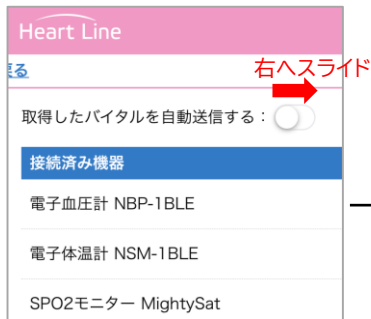 Heart Line
戻る
右へスライド
取得したバイタルを自動送信する：
接続済み機器
電子血圧計 NBP-1BLE
電子体温計 NSM-1BLE
SPO2モニター MightySat